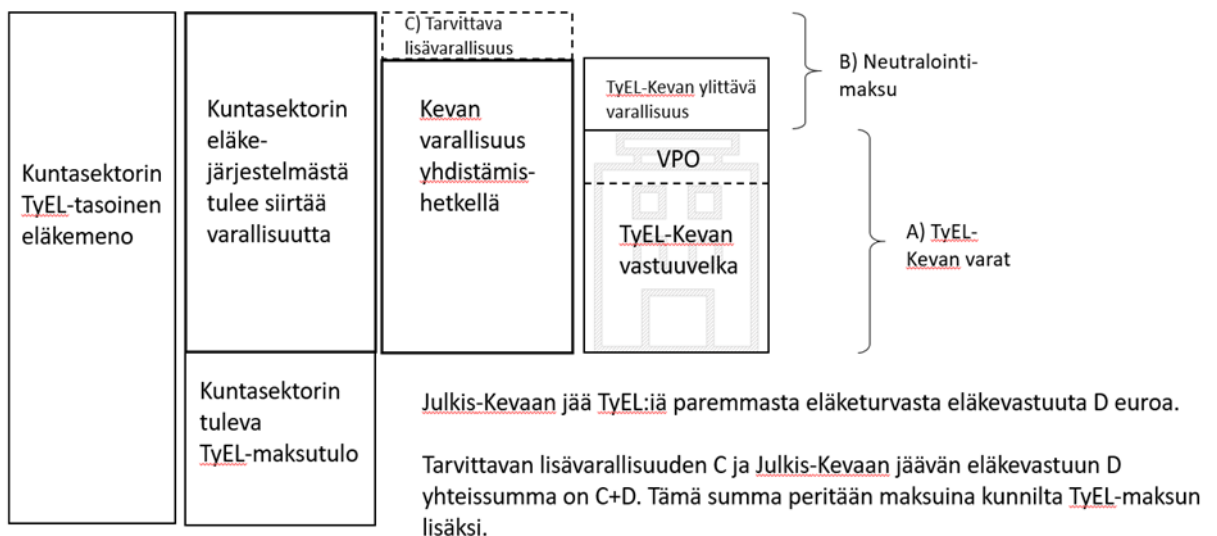 Kuntasektorin
TyEL-tasoinen
eläkemeno
Kuntasektorin
eläke-
järjestelmästä
tulee siirtää
varallisuutta
Kuntasektorin
tuleva
TyEL-maksutulo
C) Tarvittava
lisävarallisuus
Kevan
varallisuus
yhdistämis-
hetkellä
TyEL-Kevan ylittävä
varallisuus
VPO
TyEL-Kevan
vastuuvelka
B) Neutralointi-
maksu
A) TyEL-
Kevan varat
Julkis-Kevaan jää TyEL:iä paremmasta eläketurvasta eläkevastuuta D euroa.
Tarvittavan lisävarallisuuden C ja Julkis-Kevaan jäävän eläkevastuun D
yhteissumma on C+D. Tämä summa peritään maksuina kunnilta TyEL-maksun
lisäksi.